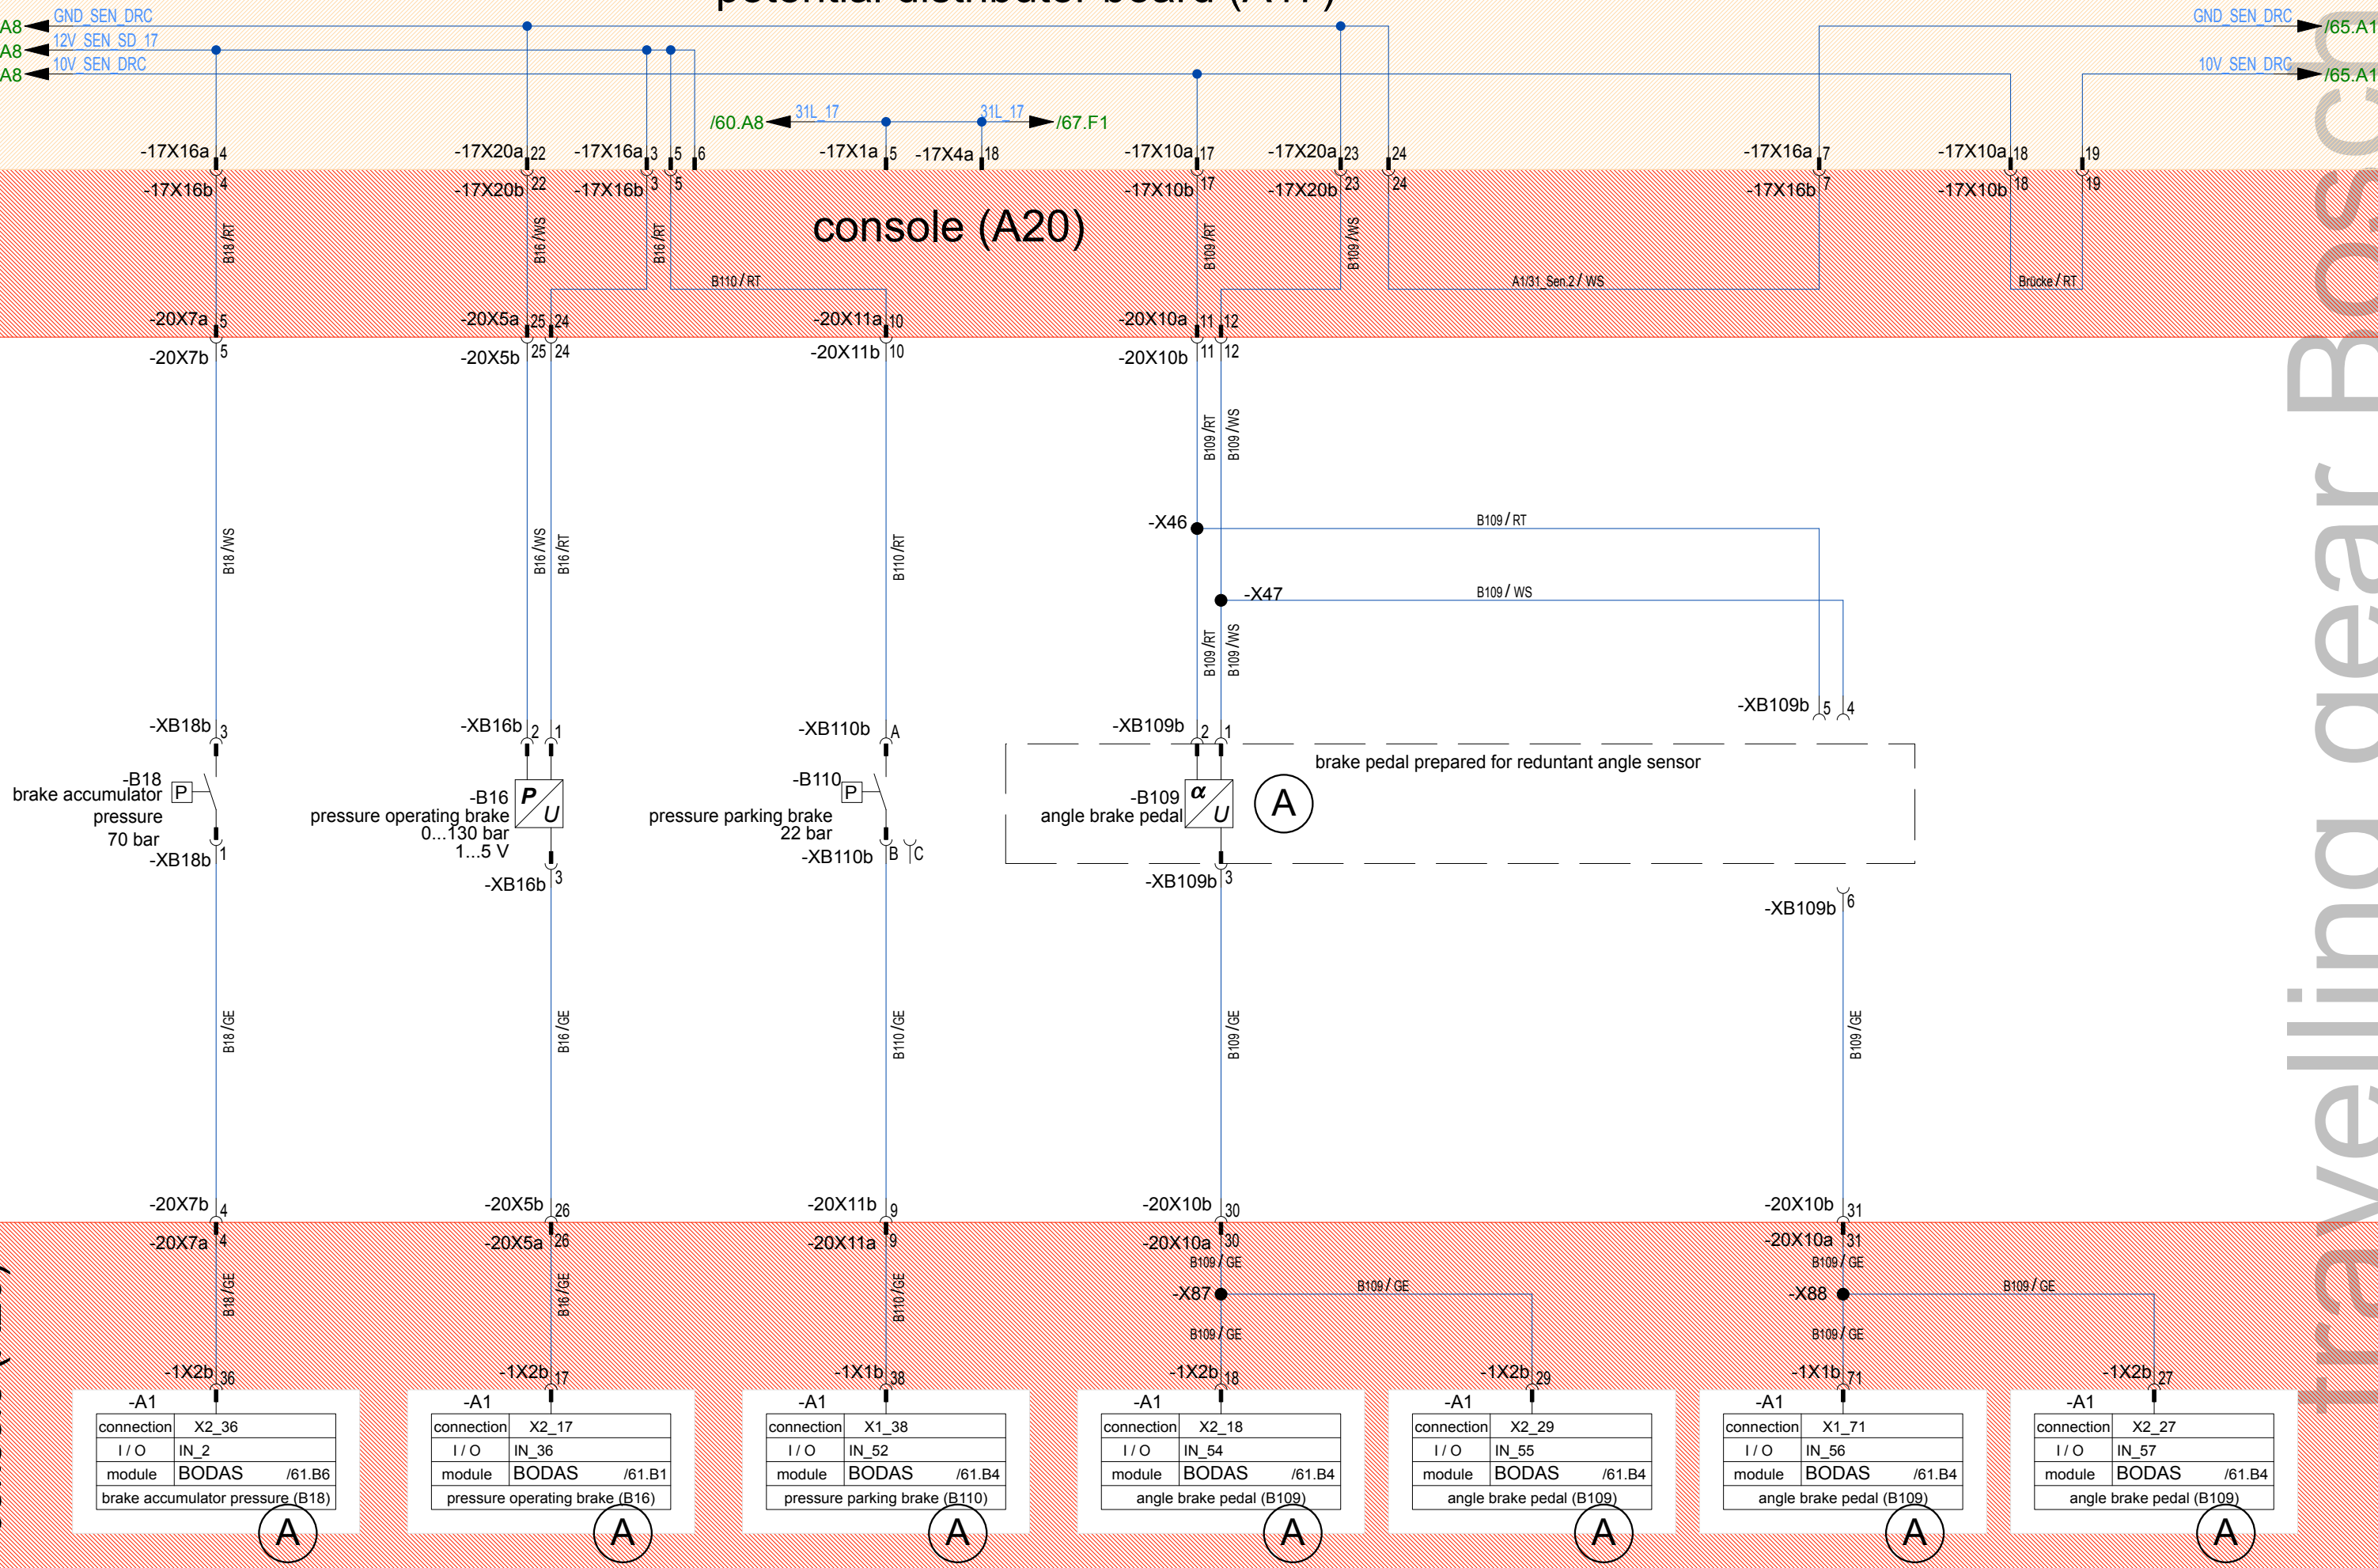 potential distributor board (A17)
A8 GND_SEN_DRC GND_SEN_DRC /65.A1
A8 12V_SEN_SD_17
A8 10V_SEN_DRC 10V_SEN_DRC /65.A1
/60.A8 31L_17 31L_17 /67.F1
-17X16a 4 -17X20a 22 -17X16a 3 5 6 -17X1a 5 -17X4a 18 -17X10a 17 -17X20a 23 24 -17X16a 7 -17X10a 18 19
-17X16b 4 -17X20b 22 -17X16b 3 5 -17X10b 17 -17X20b 23 24 -17X16b 7 -17X10b 18 19
console (A20)
B18/RT B16/WS B16/RT B109/RT B109/WS
B110/RT A1/31_Sen.2/WS Brücke/RT
-20X7a 5 -20X5a 25 24 -20X11a 10 -20X10a 11 12
-20X7b 5 -20X5b 25 24 -20X11b 10 -20X10b 11 12
B109/RT B109/WS
-X46 B109/RT
B18/WS B16/WS B16/RT B110/RT
-X47 B109/WS
B109/RT B109/WS
-XB18b 3 -XB16b 2 1 -XB110b A -XB109b 2 1 -XB109b 5 4
brake pedal prepared for reduntant angle sensor
-B18
brake accumulator
pressure
70 bar
P
-XB18b 1
-B16
pressure operating brake
0...130 bar
1...5 V
P
U
-XB16b 3
-B110
P
pressure parking brake
22 bar
-XB110b B C
-B109
angle brake pedal
α
U
A
-XB109b 3
-XB109b 6
B18/GE B16/GE B110/GE B109/GE B109/GE
-20X7b 4 -20X5b 26 -20X11b 9 -20X10b 30 -20X10b 31
-20X7a 4 -20X5a 26 -20X11a 9 -20X10a 30 -20X10a 31
B109/GE B109/GE
B18/GE B16/GE B110/GE
-X87 B109/GE -X88 B109/GE
B109/GE B109/GE
-1X2b 36 -1X2b 17 -1X1b 38 -1X2b 18 -1X2b 29 -1X1b 71 -1X2b 27
-A1
connection X2_36
I/O IN_2
module BODAS /61.B6
brake accumulator pressure (B18)
A
-A1
connection X2_17
I/O IN_36
module BODAS /61.B1
pressure operating brake (B16)
A
-A1
connection X1_38
I/O IN_52
module BODAS /61.B4
pressure parking brake (B110)
A
-A1
connection X2_18
I/O IN_54
module BODAS /61.B4
angle brake pedal (B109)
A
-A1
connection X2_29
I/O IN_55
module BODAS /61.B4
angle brake pedal (B109)
A
-A1
connection X1_71
I/O IN_56
module BODAS /61.B4
angle brake pedal (B109)
A
-A1
connection X2_27
I/O IN_57
module BODAS /61.B4
angle brake pedal (B109)
A
travelling gear Bosch